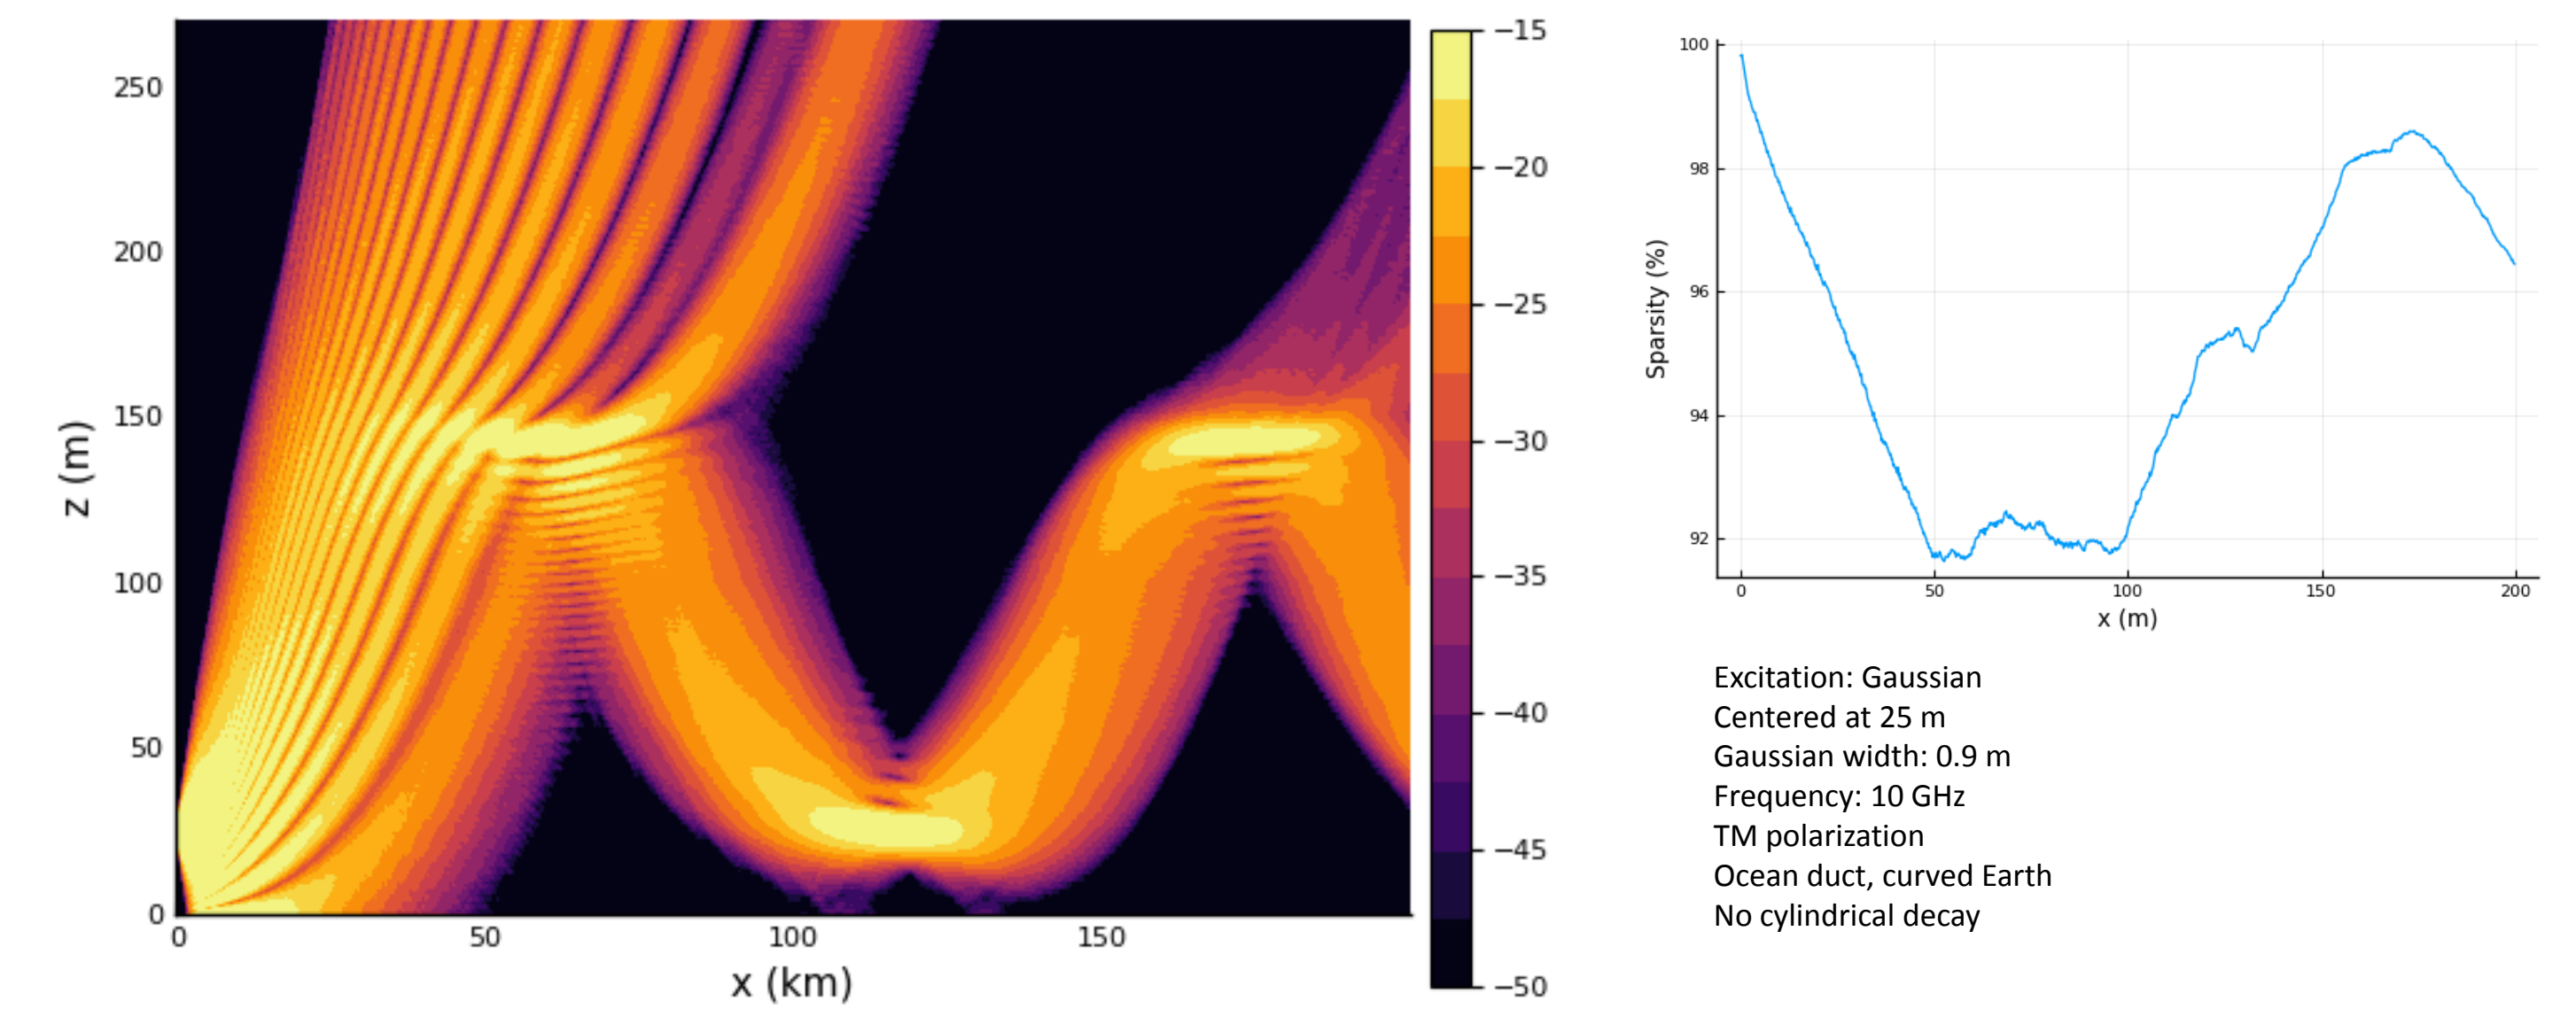 250
200
150
100
50
0
z (m)
0 50 100 150
x (km)
−15
−20
−25
−30
−35
−40
−45
−50
100
98
96
94
92
Sparsity (%)
0 50 100 150 200
x (m)
Excitation: Gaussian
Centered at 25 m
Gaussian width: 0.9 m
Frequency: 10 GHz
TM polarization
Ocean duct, curved Earth
No cylindrical decay